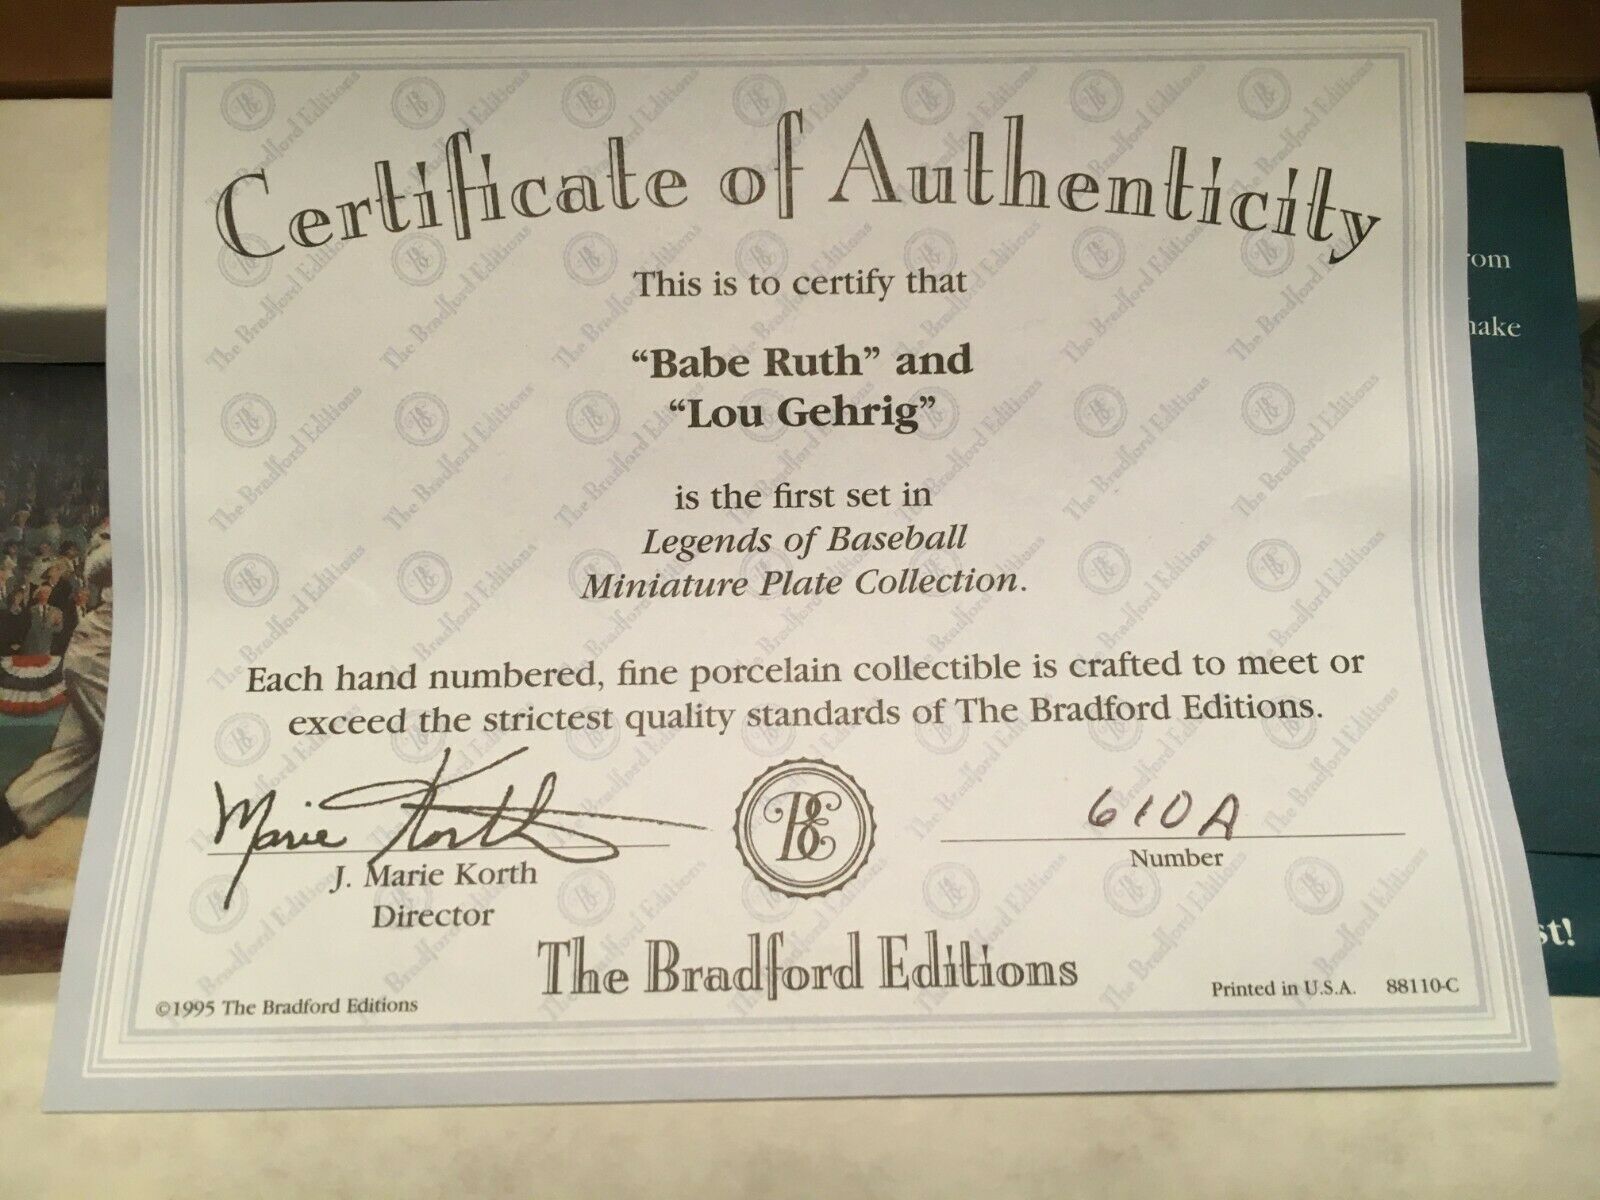 Certificate of Authenticity
This is to certify that
“Babe Ruth” and
“Lou Gehrig”
is the first set in
Legends of Baseball
Miniature Plate Collection.
Each hand numbered, fine porcelain collectible is crafted to meet or
exceed the strictest quality standards of The Bradford Editions.
Marie Korth
610A
J. Marie Korth
Number
Director
BE
The Bradford Editions
©1995 The Bradford Editions
Printed in U.S.A. 88110-C